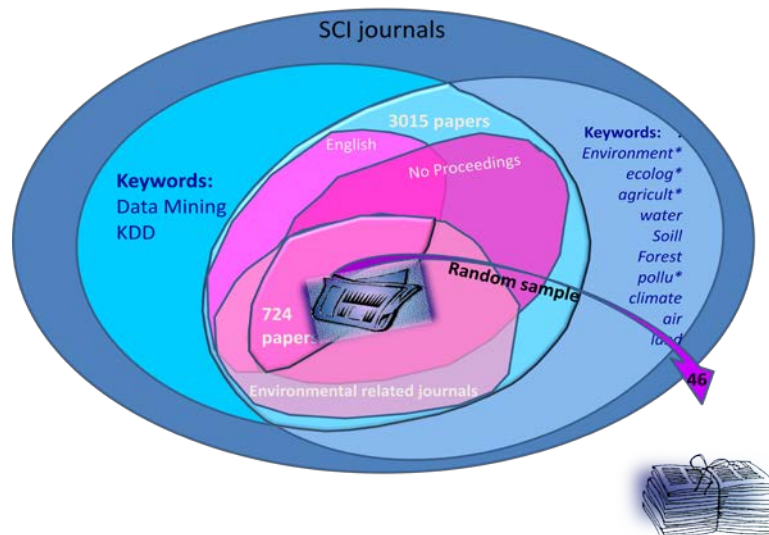 SCI journals
3015 papers
English
No Proceedings
Keywords:
Data Mining
KDD
Keywords: .
Environment*
ecolog*
agricult*
water
Soill
Forest
pollu*
climate
air
land
Random sample
724
papers
Environmental related journals
46